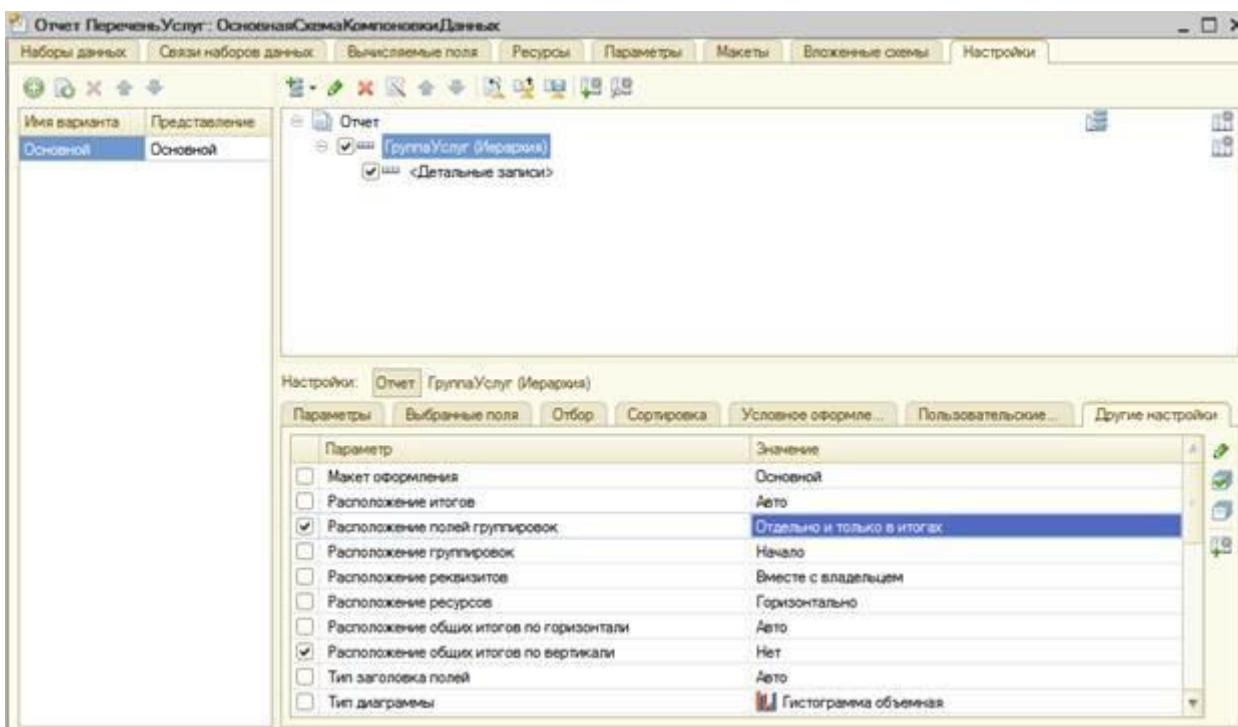 Отчет ПереченьУслуг: ОсновнаяСхемаКомпоновкиДанных
Наборы данных Связи наборов данных Вычисляемые поля Ресурсы Параметры Макеты Вложенные схемы Настройки
Имя варианта Представление
Основной Основной
Отчет
ГруппаУслуг (Иерархия)
<Детальные записи>
Настройки: Отчет ГруппаУслуг (Иерархия)
Параметры Выбранные поля Отбор Сортировка Условное оформле... Пользовательские... Другие настройки
Параметр Значение
Макет оформления Основной
Расположение итогов Авто
Расположение полей группировок Отдельно и только в итогах
Расположение группировок Начало
Расположение реквизитов Вместе с владельцем
Расположение ресурсов Горизонтально
Расположение общих итогов по горизонтали Авто
Расположение общих итогов по вертикали Нет
Тип заголовка полей Авто
Тип диаграммы Гистограмма объемная